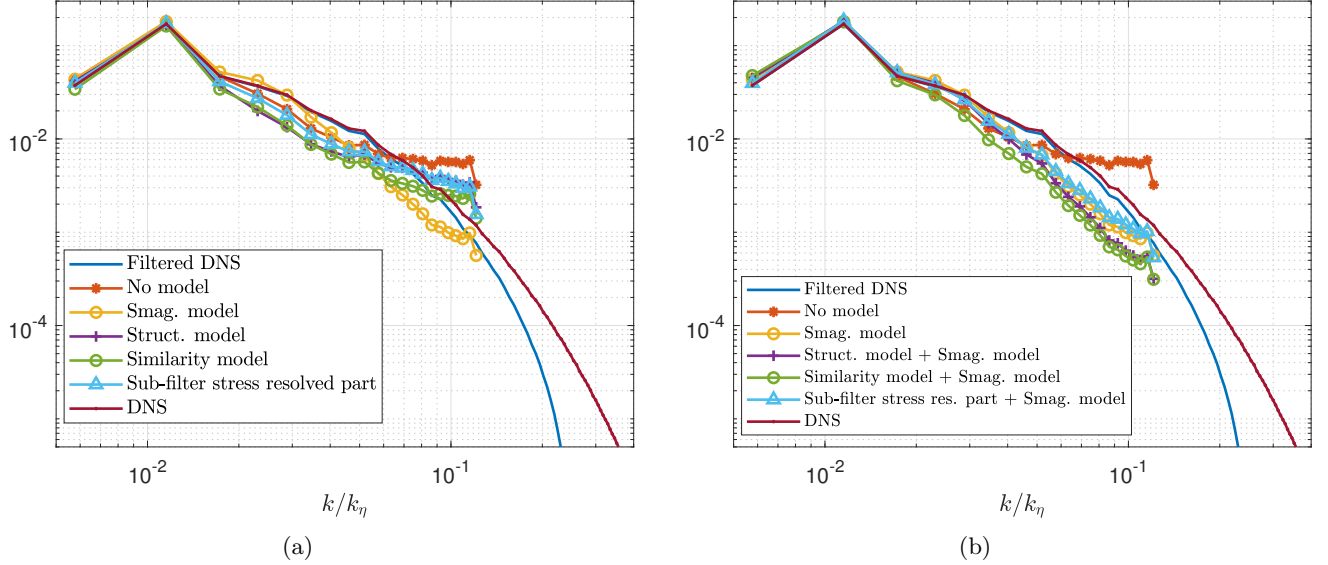 10^-2
10^-4
Filtered DNS
No model
Smag. model
Struct. model
Similarity model
Sub-filter stress resolved part
DNS
10^-2
10^-1
k/k_η
(a)
10^-2
10^-4
Filtered DNS
No model
Smag. model
Struct. model + Smag. model
Similarity model + Smag. model
Sub-filter stress res. part + Smag. model
DNS
10^-2
10^-1
k/k_η
(b)